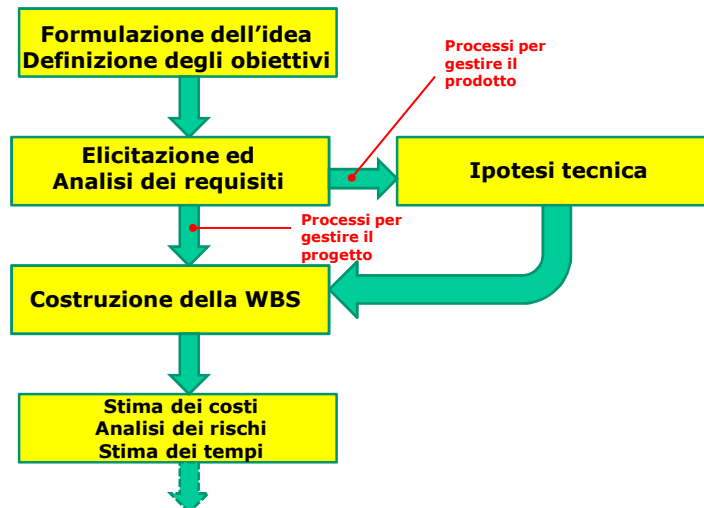 Formulazione dell'idea
Definizione degli obiettivi
Processi per
gestire il
prodotto
Elicitazione ed
Analisi dei requisiti
Ipotesi tecnica
Processi per
gestire il
progetto
Costruzione della WBS
Stima dei costi
Analisi dei rischi
Stima dei tempi